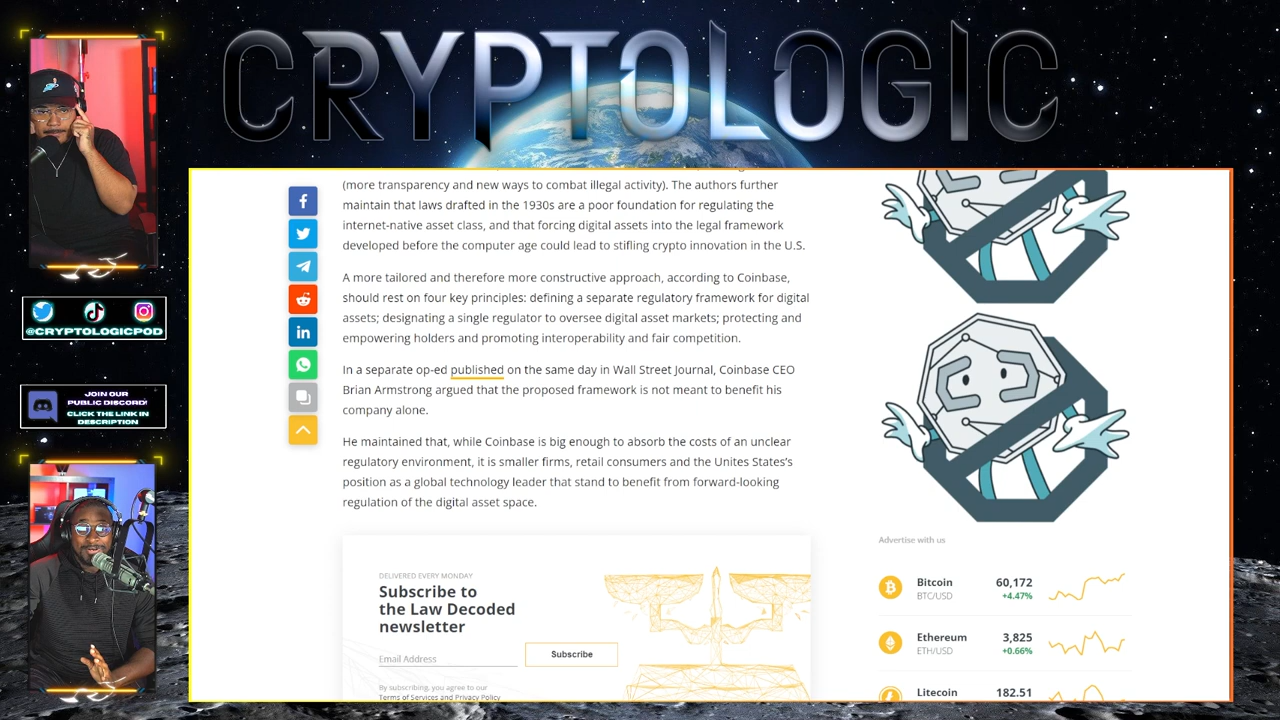 CRYPTOLOGIC
(more transparency and new ways to combat illegal activity). The authors further
maintain that laws drafted in the 1930s are a poor foundation for regulating the
internet-native asset class, and that forcing digital assets into the legal framework
developed before the computer age could lead to stifling crypto innovation in the U.S.
A more tailored and therefore more constructive approach, according to Coinbase,
should rest on four key principles: defining a separate regulatory framework for digital
assets; designating a single regulator to oversee digital asset markets; protecting and
empowering holders and promoting interoperability and fair competition.
In a separate op-ed published on the same day in Wall Street Journal, Coinbase CEO
Brian Armstrong argued that the proposed framework is not meant to benefit his
company alone.
He maintained that, while Coinbase is big enough to absorb the costs of an unclear
regulatory environment, it is smaller firms, retail consumers and the Unites States's
position as a global technology leader that stand to benefit from forward-looking
regulation of the digital asset space.
DELIVERED EVERY MONDAY
Subscribe to
the Law Decoded
newsletter
Email Address
Subscribe
By subscribing, you agree to our
Terms of Services and Privacy Policy
Advertise with us
Bitcoin 60,172
BTC/USD +4.47%
Ethereum 3,825
ETH/USD +0.66%
Litecoin 182.51
@CRYPTOLOGICPOD
JOIN OUR
PUBLIC DISCORD!
CLICK THE LINK IN
DESCRIPTION